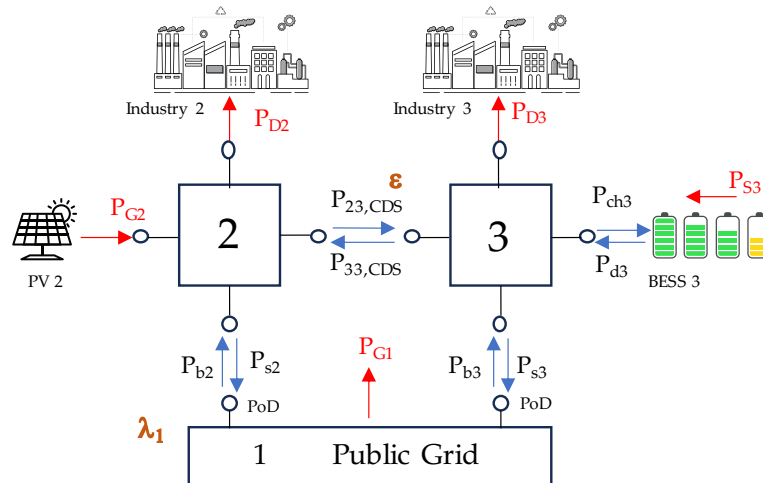 Industry 2
P_D2
Industry 3
P_D3
ε
P_G2
2
P_23,CDS
P_33,CDS
3
P_ch3
P_d3
P_S3
PV 2
BESS 3
P_b2
P_s2
P_G1
P_b3
P_s3
PoD
PoD
λ_1
1 Public Grid